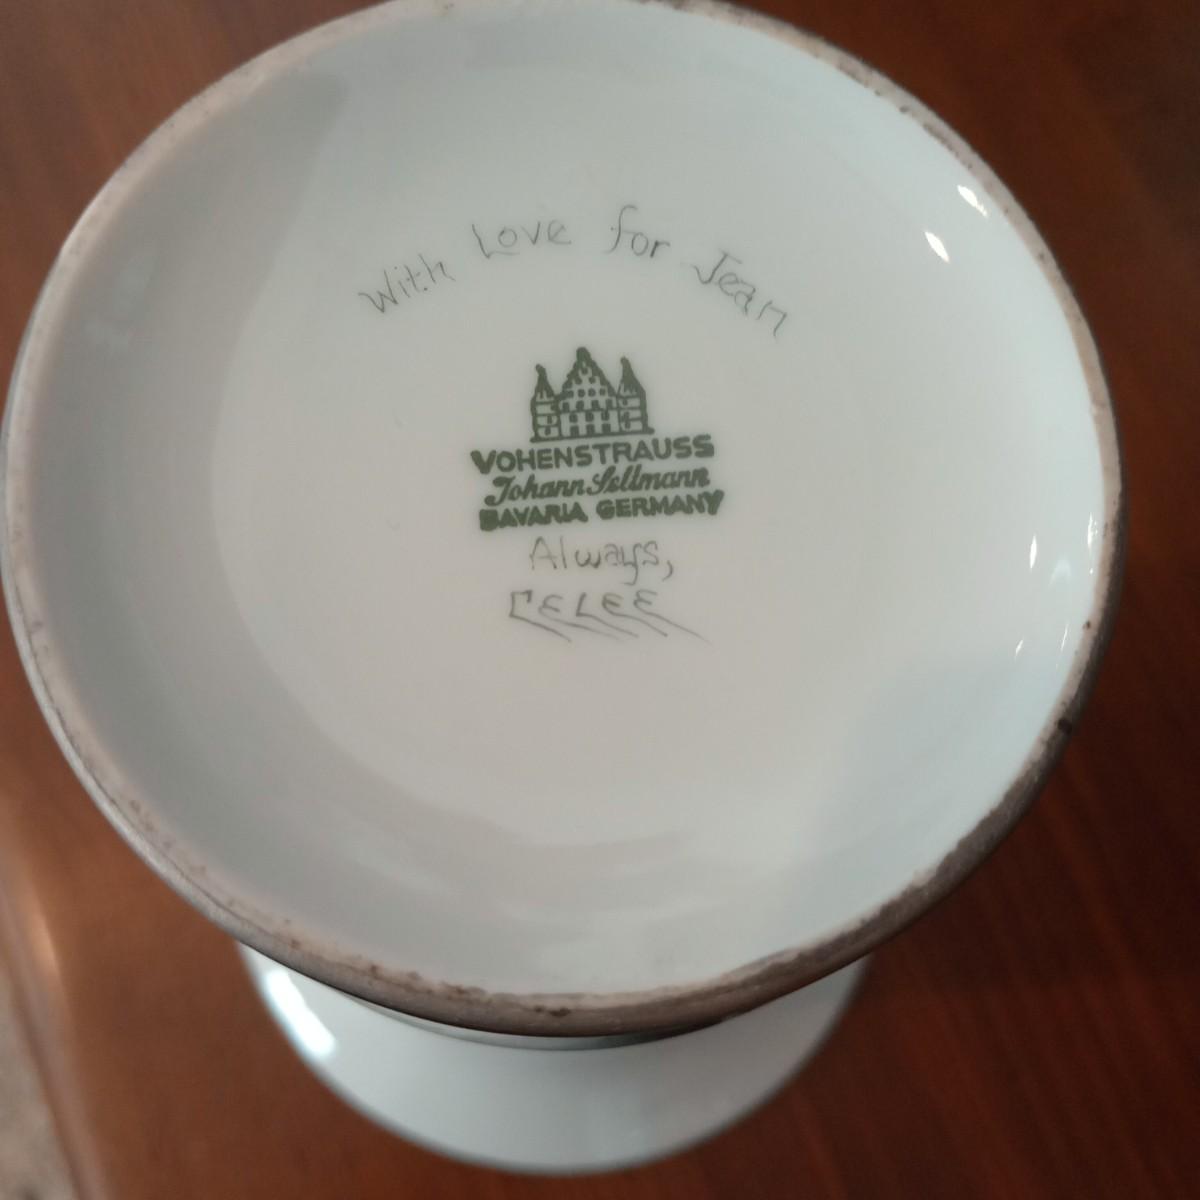 With Love for Jean
VOHENSTRAUSS
Johann Seltmann
BAVARIA GERMANY
Always,
CELEE